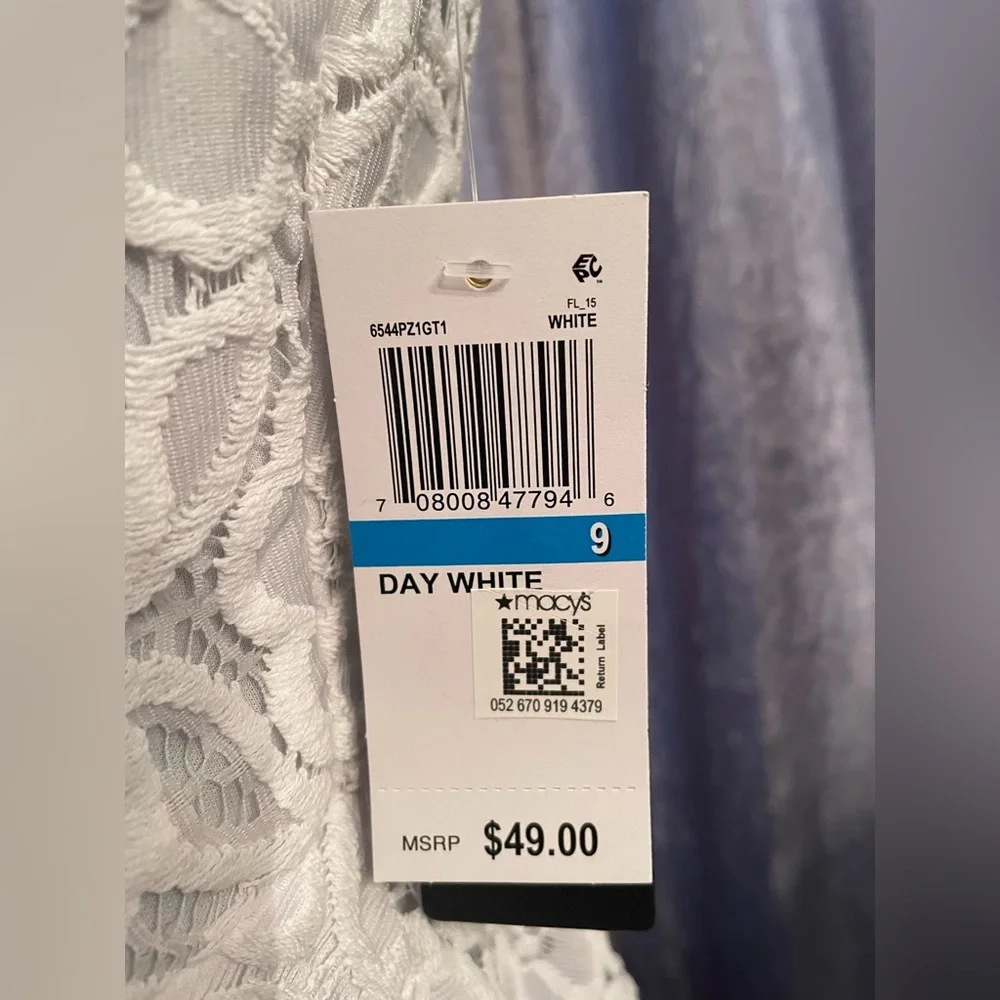 EPC
FL_15
6544PZ1GT1 WHITE
7 08008 47794 6
9
DAY WHITE
★macy's
Return Label
052 670 919 4379
MSRP $49.00